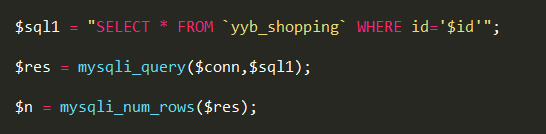 $sql1 = "SELECT * FROM `yyb_shopping` WHERE id='$id'";
$res = mysqli_query($conn,$sql1);
$n = mysqli_num_rows($res);